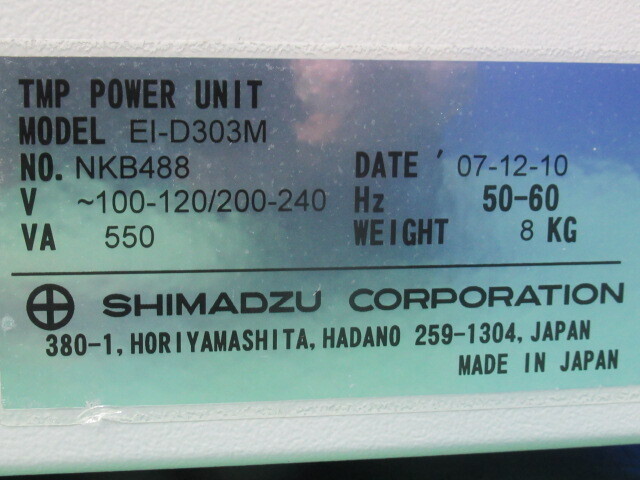 TMP POWER UNIT
MODEL EI-D303M
NO. NKB488 DATE ' 07-12-10
V ~100-120/200-240 Hz 50-60
VA 550 WEIGHT 8 KG
SHIMADZU CORPORATION
380-1, HORIYAMASHITA, HADANO 259-1304, JAPAN
MADE IN JAPAN